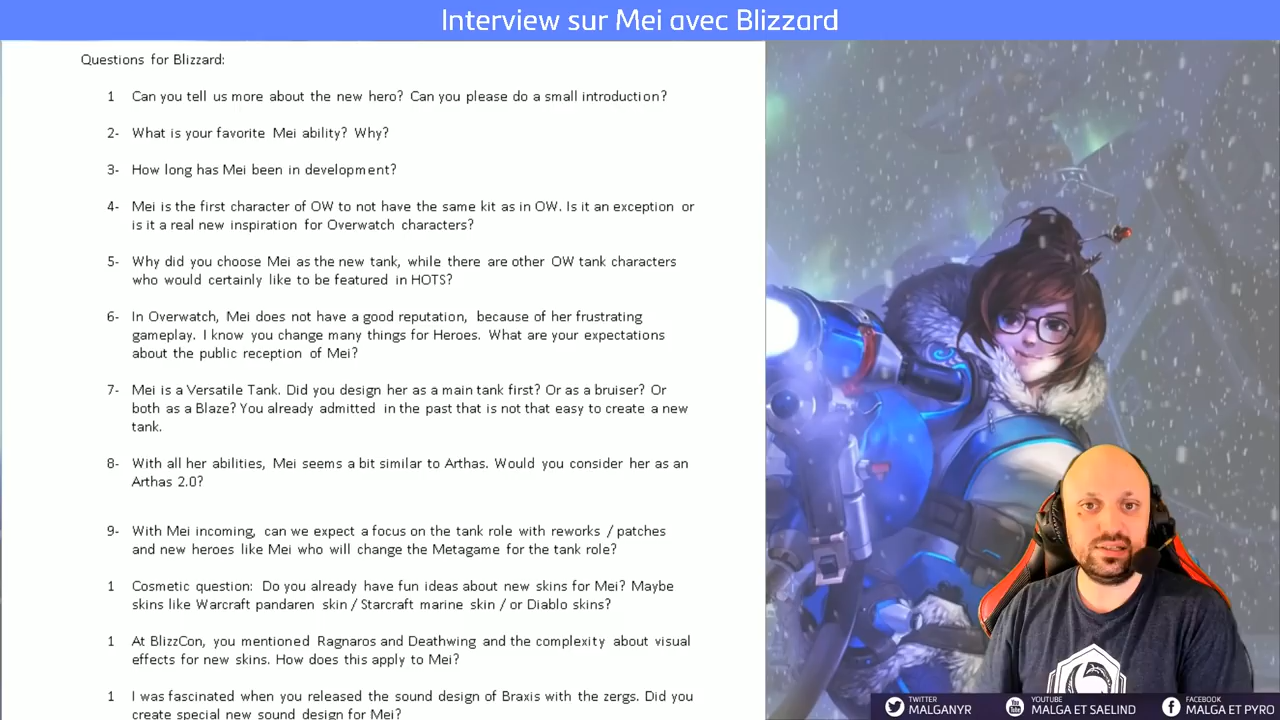 Interview sur Mei avec Blizzard
Questions for Blizzard:
1 Can you tell us more about the new hero? Can you please do a small introduction?
2- What is your favorite Mei ability? Why?
3- How long has Mei been in development?
4- Mei is the first character of OW to not have the same kit as in OW. Is it an exception or
is it a real new inspiration for Overwatch characters?
5- Why did you choose Mei as the new tank, while there are other OW tank characters
who would certainly like to be featured in HOTS?
6- In Overwatch, Mei does not have a good reputation, because of her frustrating
gameplay. I know you change many things for Heroes. What are your expectations
about the public reception of Mei?
7- Mei is a Versatile Tank. Did you design her as a main tank first? Or as a bruiser? Or
both as a Blaze? You already admitted in the past that is not that easy to create a new
tank.
8- With all her abilities, Mei seems a bit similar to Arthas. Would you consider her as an
Arthas 2.0?
9- With Mei incoming, can we expect a focus on the tank role with reworks / patches
and new heroes like Mei who will change the Metagame for the tank role?
1 Cosmetic question: Do you already have fun ideas about new skins for Mei? Maybe
skins like Warcraft pandaren skin / Starcraft marine skin / or Diablo skins?
1 At BlizzCon, you mentioned Ragnaros and Deathwing and the complexity about visual
effects for new skins. How does this apply to Mei?
1 I was fascinated when you released the sound design of Braxis with the zergs. Did you
create special new sound design for Mei?
TWITTER
MALGANYR
YOUTUBE
MALGA ET SAELIND
FACEBOOK
MALGA ET PYRO